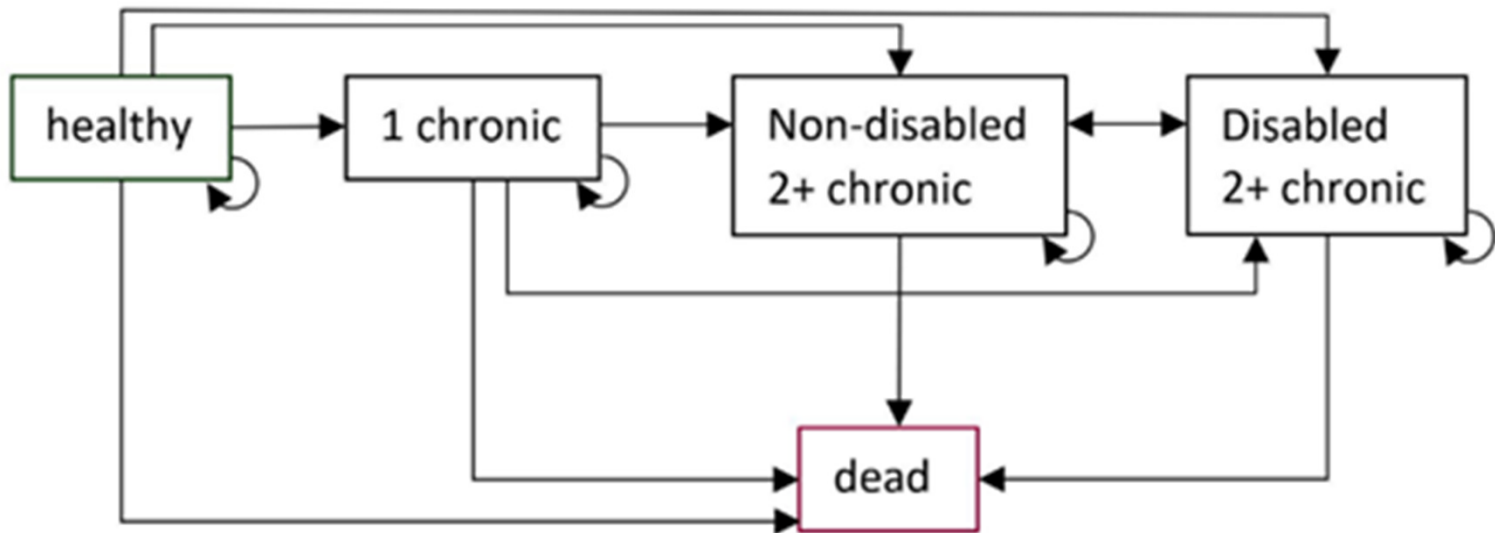 healthy
1 chronic
Non-disabled
2+ chronic
Disabled
2+ chronic
dead